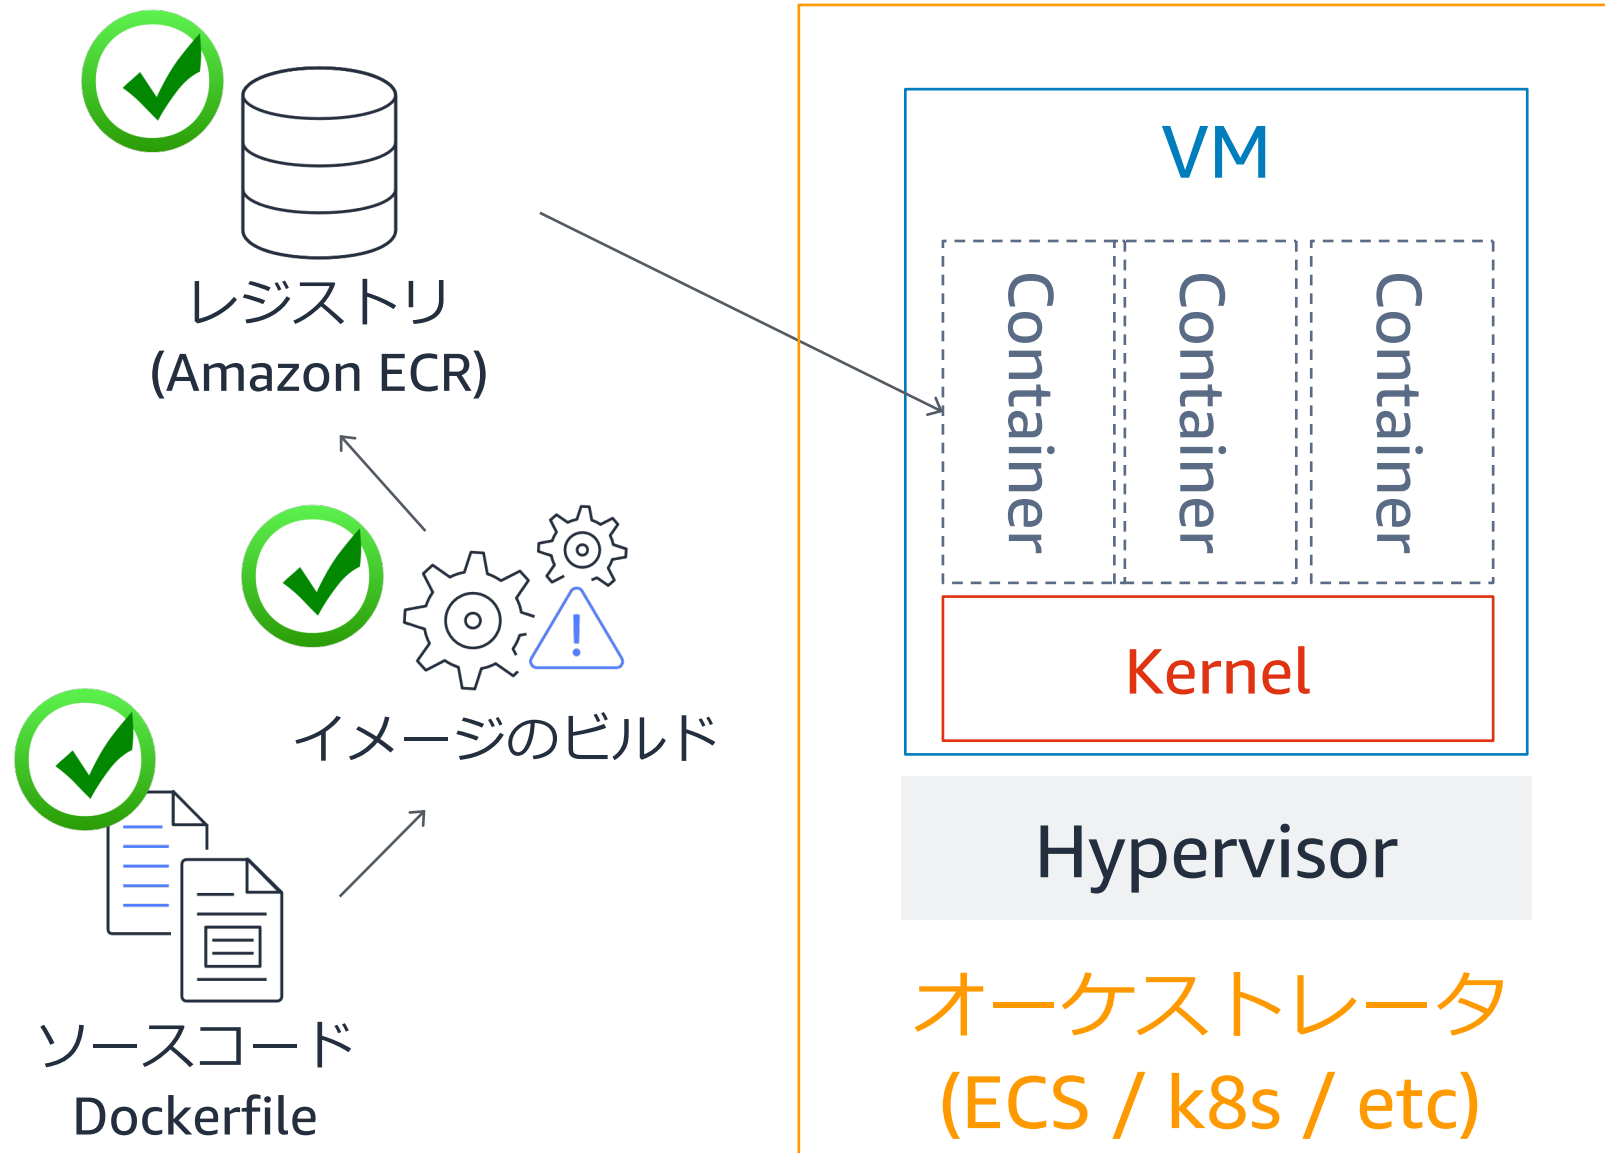 レジストリ
(Amazon ECR)
イメージのビルド
ソースコード
Dockerfile
VM
Container
Container
Container
Kernel
Hypervisor
オーケストレータ
(ECS / k8s / etc)